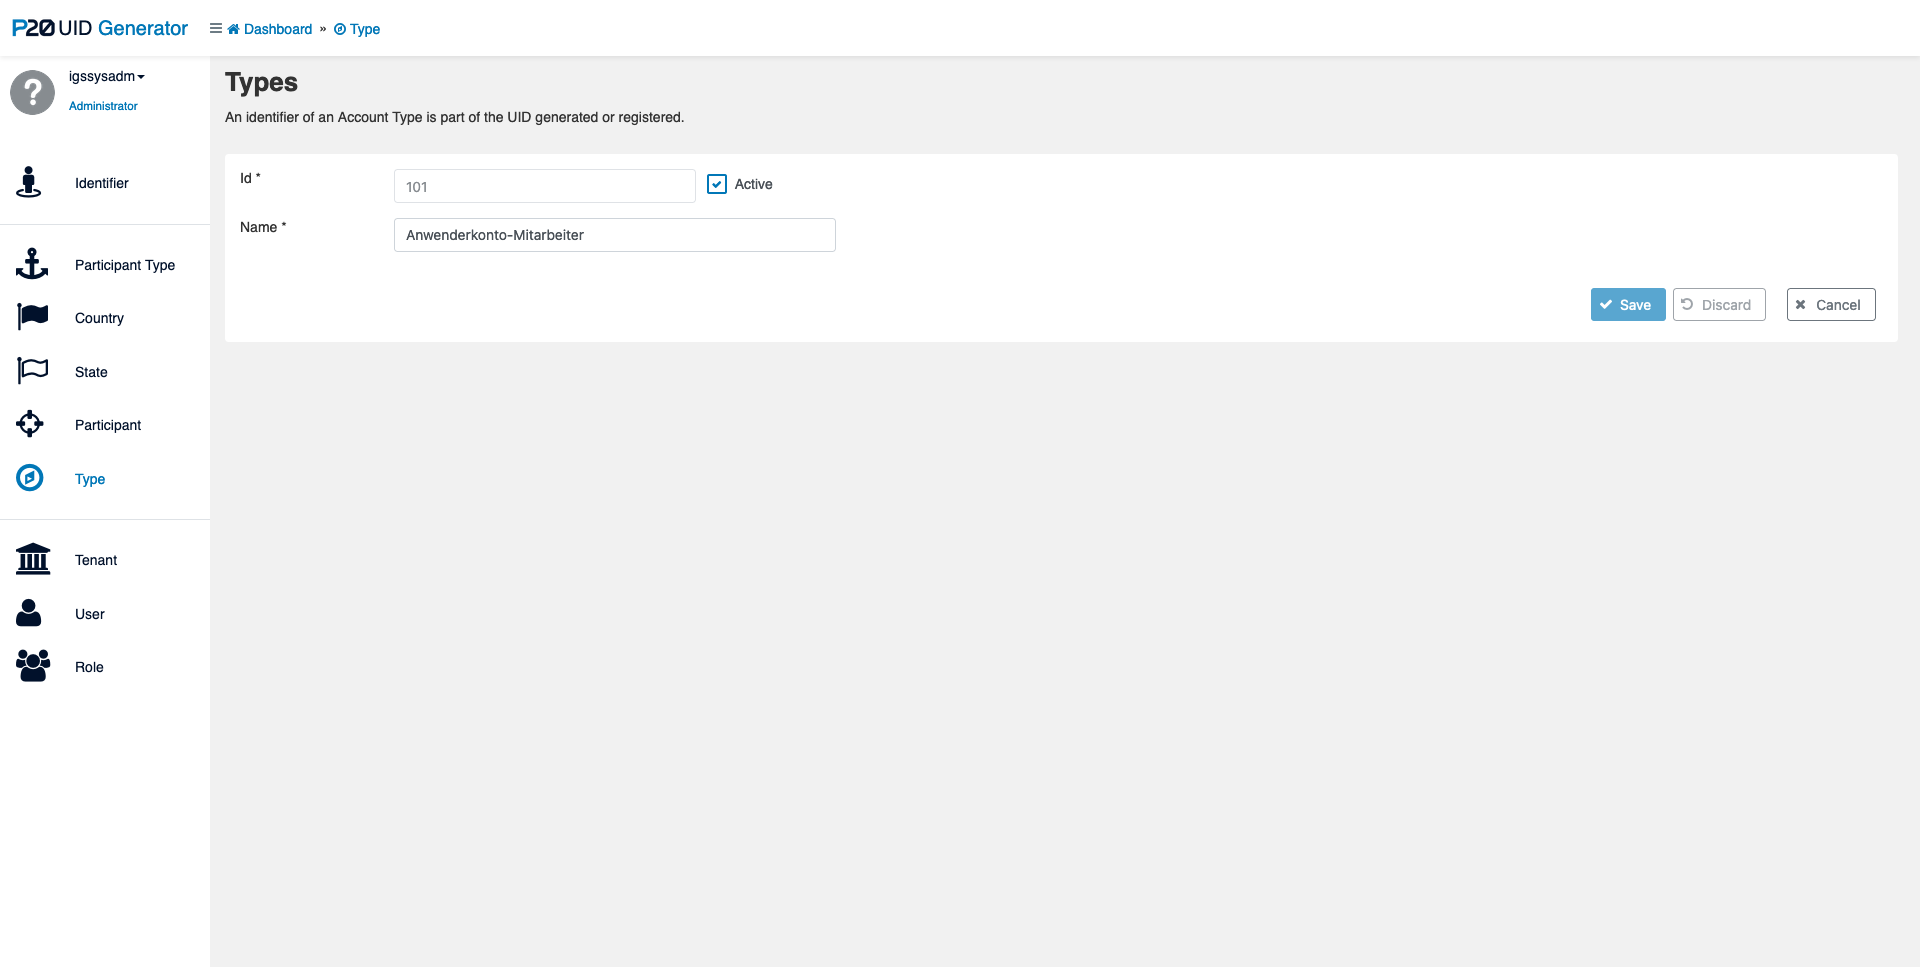 P20 UID Generator
Dashboard » Type
igssysadm
Administrator
Identifier
Participant Type
Country
State
Participant
Type
Tenant
User
Role
Types
An identifier of an Account Type is part of the UID generated or registered.
Id *
101
Active
Name *
Anwenderkonto-Mitarbeiter
Save
Discard
Cancel